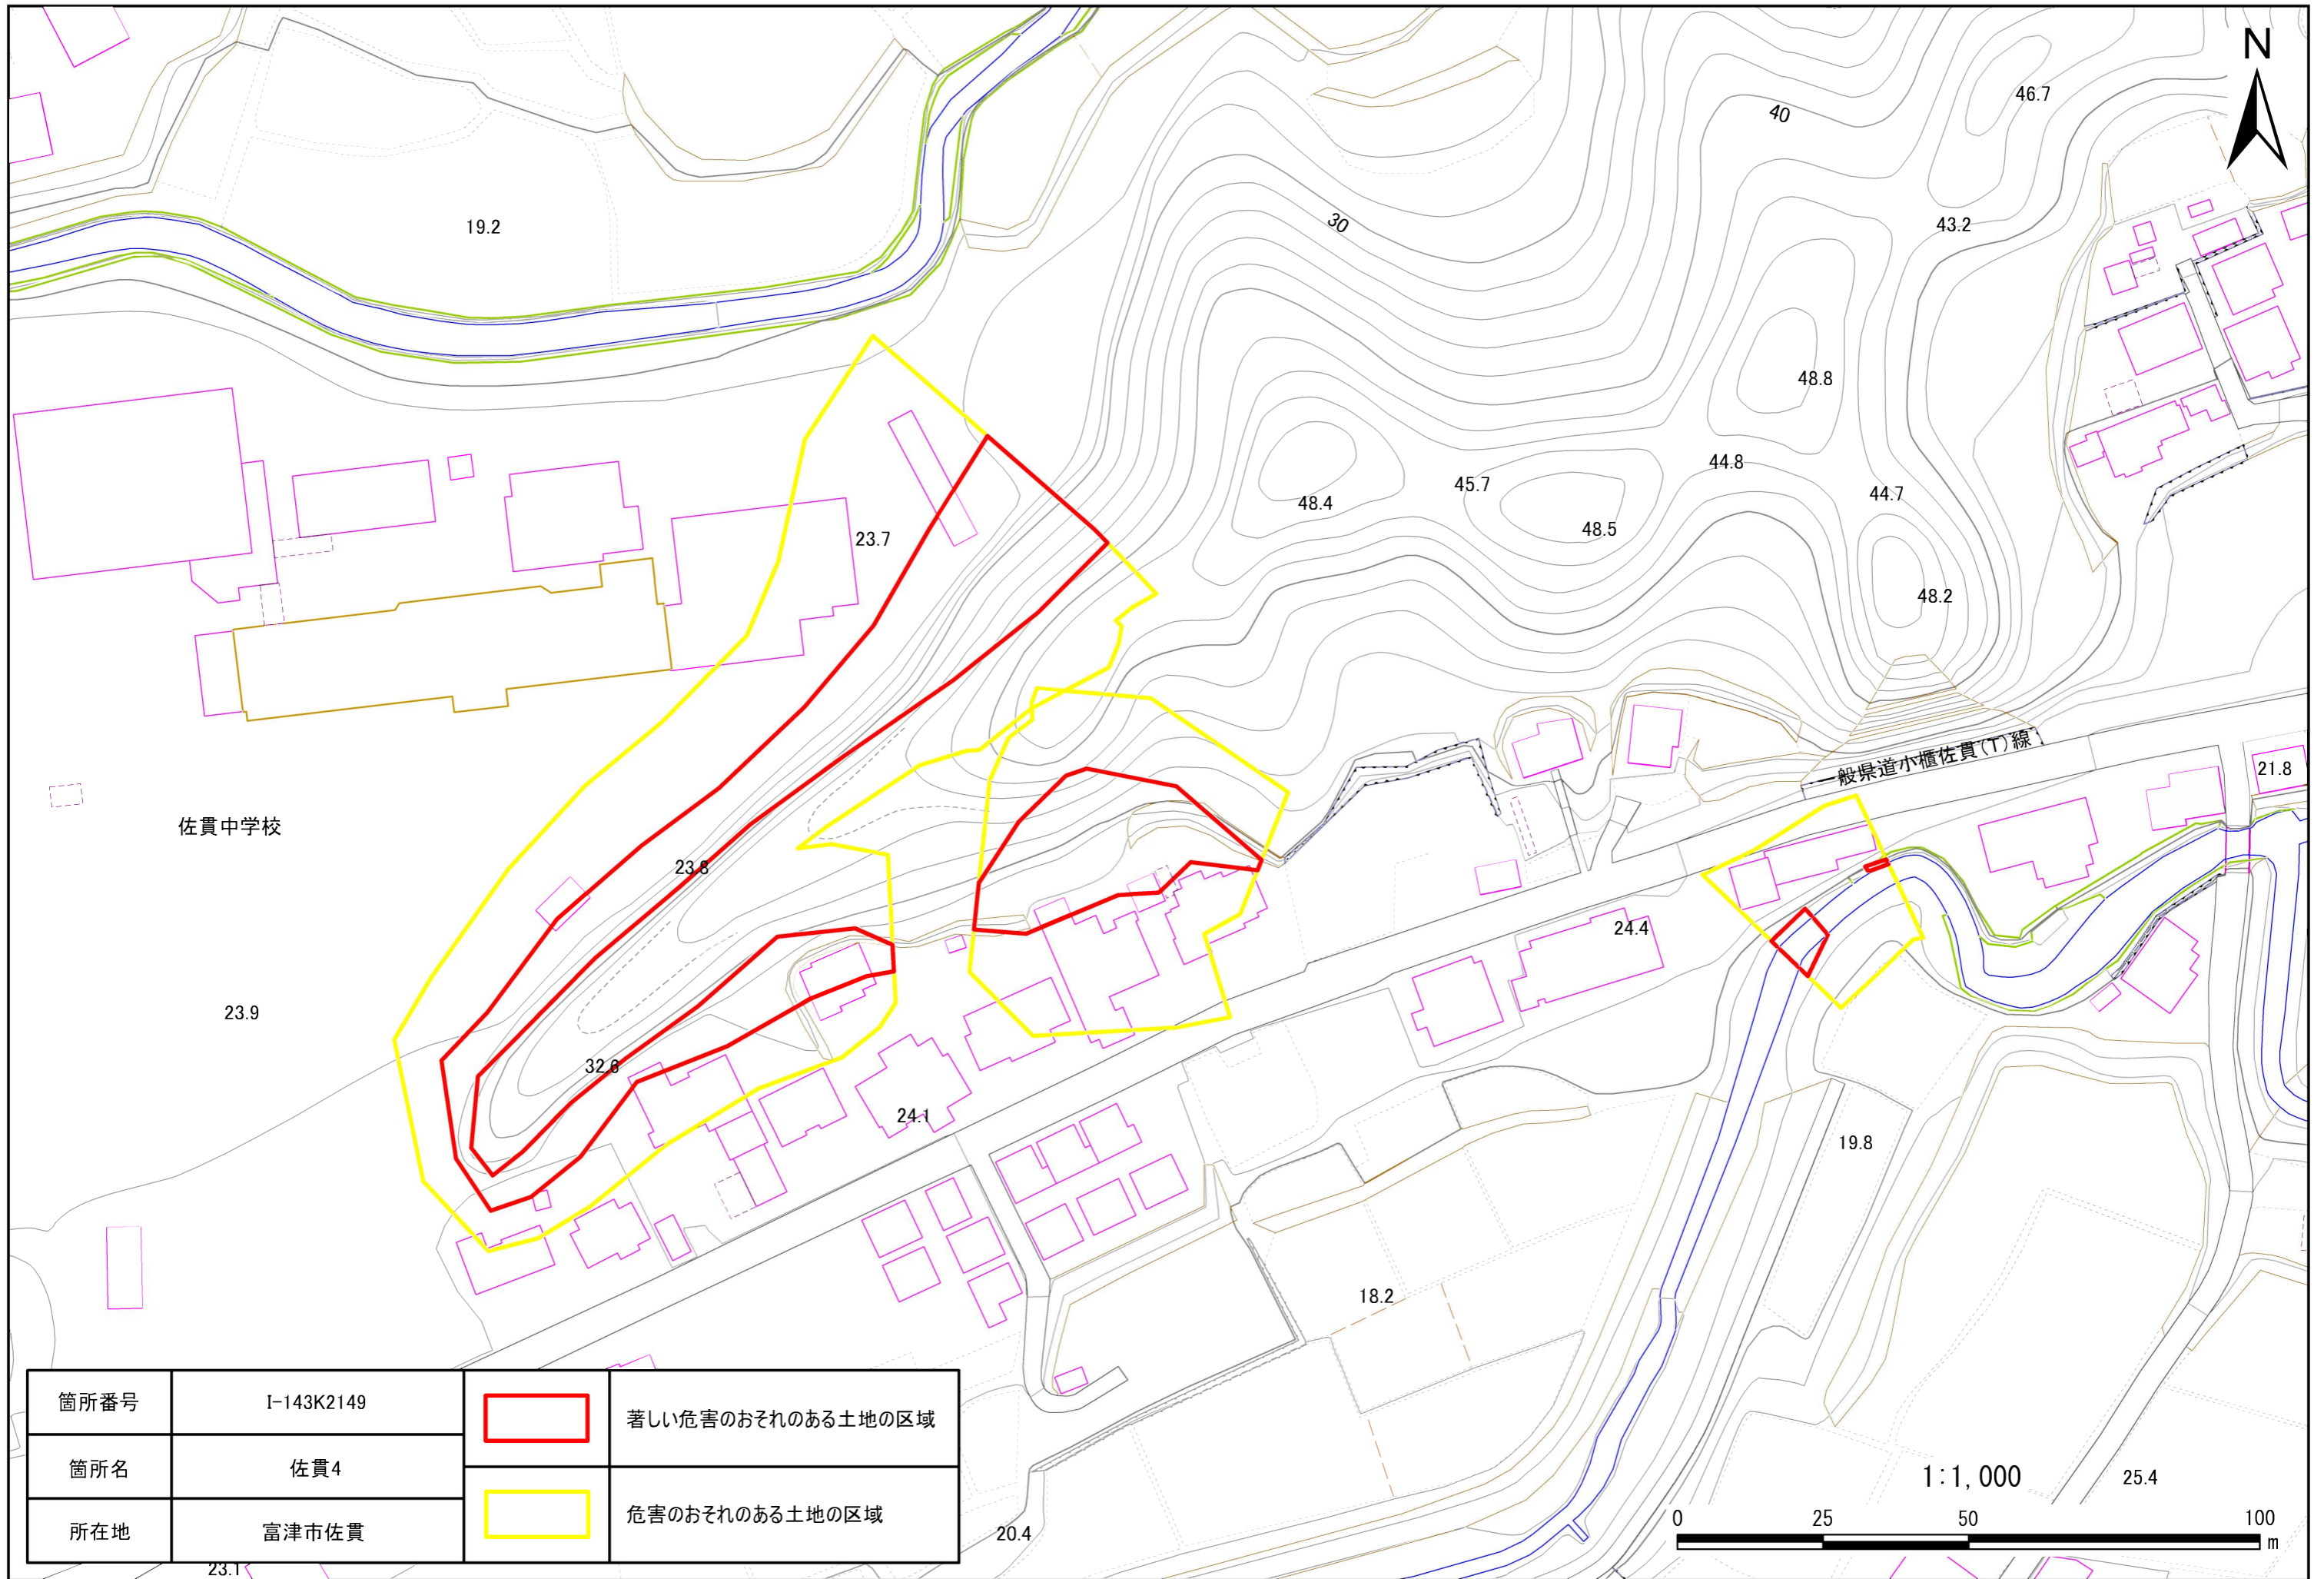 N
46.7
40
19.2
30
43.2
48.8
44.8
45.7
44.7
48.4
48.5
23.7
48.2
一般県道小櫃佐貫(T)線
21.8
佐貫中学校
23.8
24.4
23.9
32.6
24.1
19.8
18.2
箇所番号 I-143K2149
箇所名 佐貫4
所在地 富津市佐貫
著しい危害のおそれのある土地の区域
危害のおそれのある土地の区域
1:1,000
25.4
0 25 50 100
m
20.4
23.1